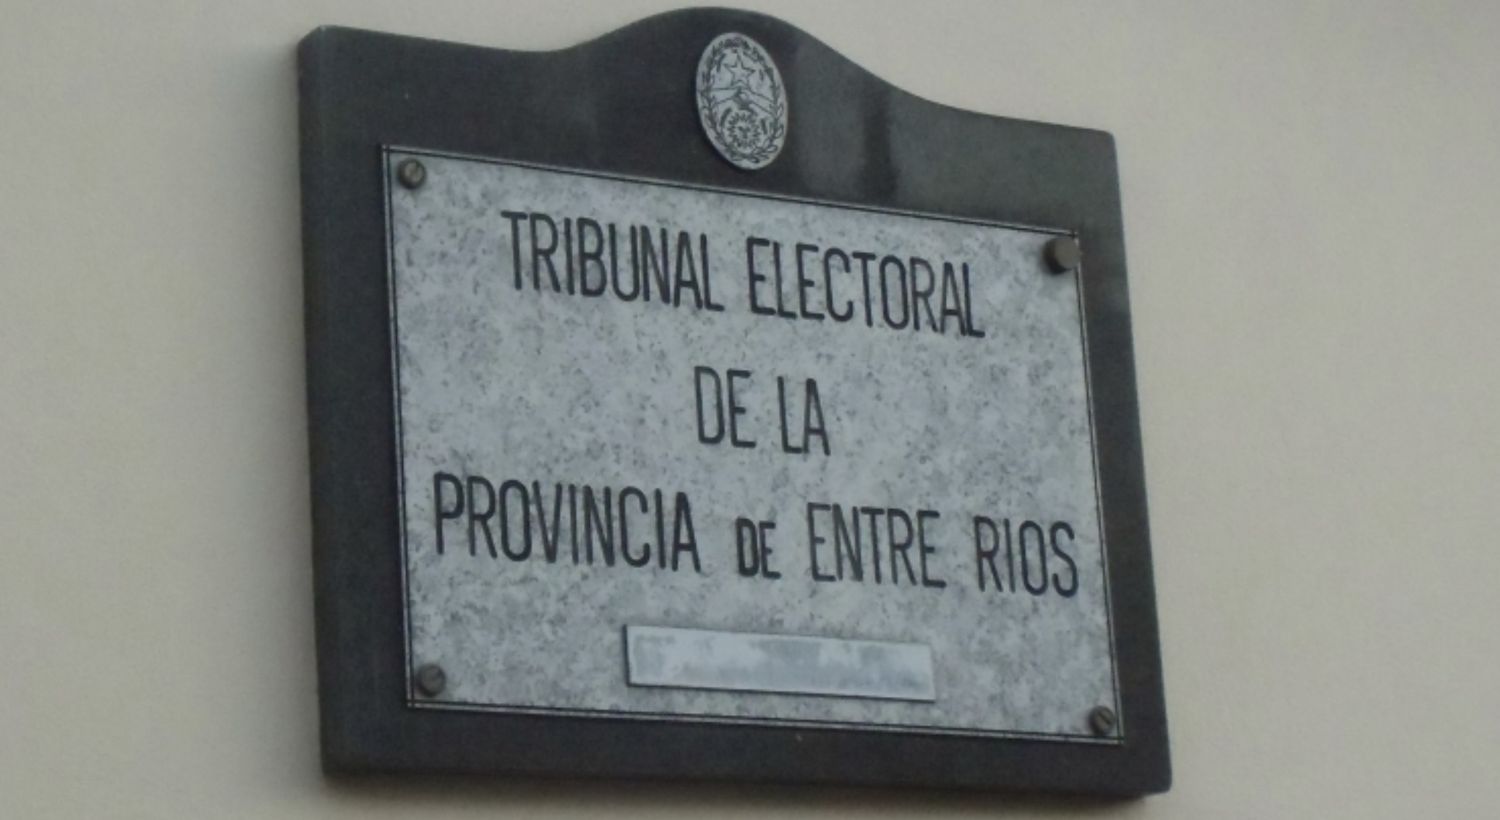 TRIBUNAL ELECTORAL
DE LA
PROVINCIA DE ENTRE RIOS